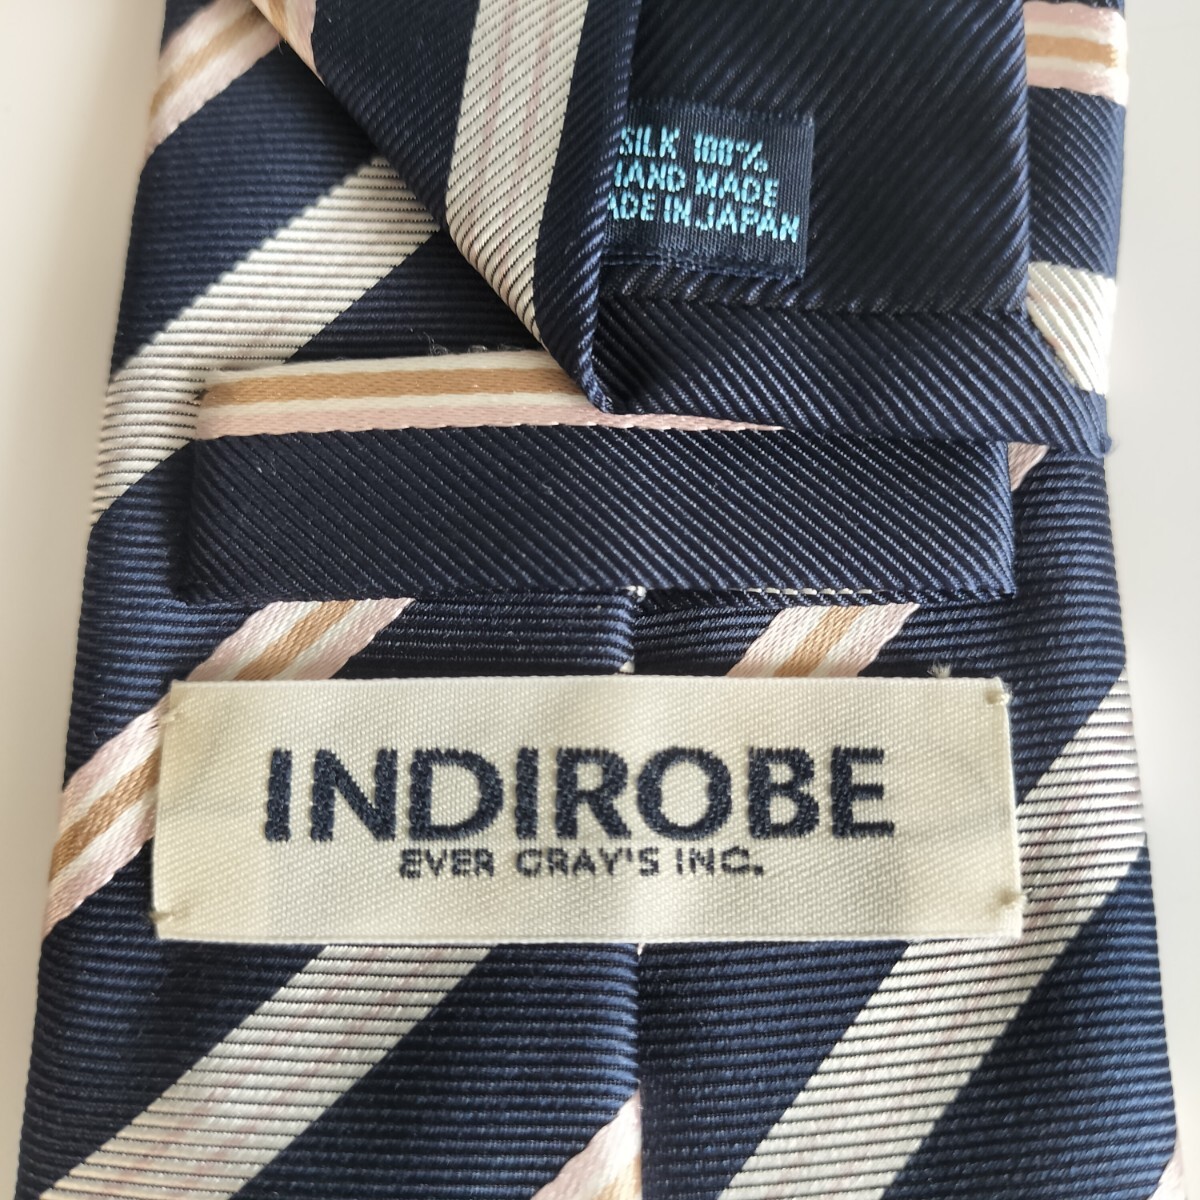 SILK 100%
HAND MADE
MADE IN JAPAN
INDIROBE
EVER GRAY'S INC.